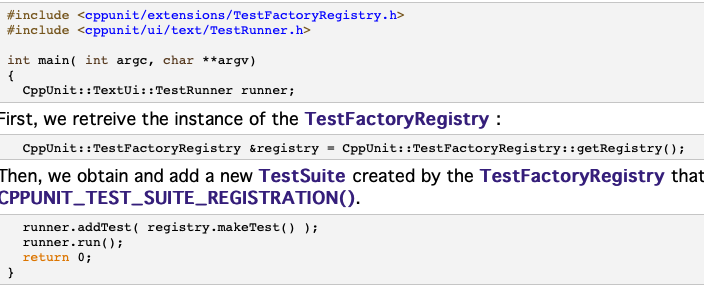 #include <cppunit/extensions/TestFactoryRegistry.h>
#include <cppunit/ui/text/TestRunner.h>
int main( int argc, char **argv)
{
CppUnit::TextUi::TestRunner runner;
First, we retreive the instance of the TestFactoryRegistry :
CppUnit::TestFactoryRegistry &registry = CppUnit::TestFactoryRegistry::getRegistry();
Then, we obtain and add a new TestSuite created by the TestFactoryRegistry that
CPPUNIT_TEST_SUITE_REGISTRATION().
runner.addTest( registry.makeTest() );
runner.run();
return 0;
}